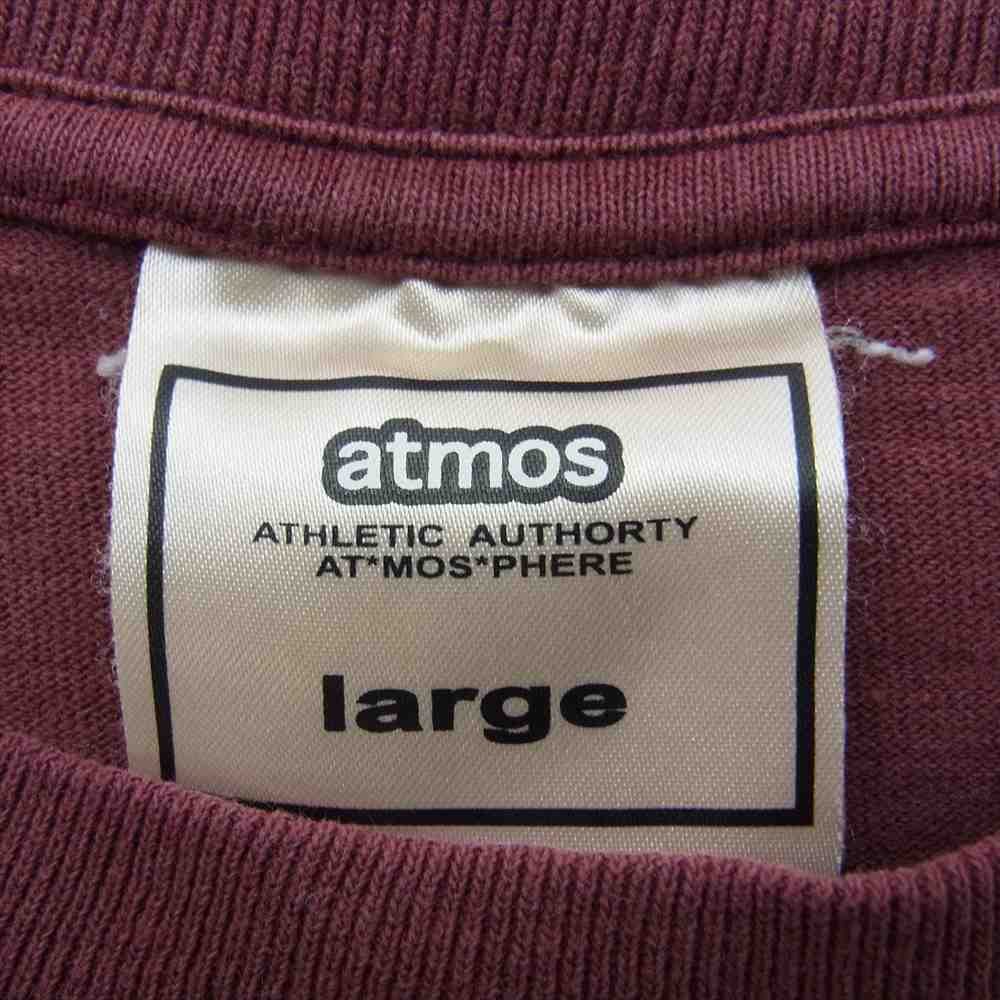 atmos
ATHLETIC AUTHORTY
AT*MOS*PHERE
large